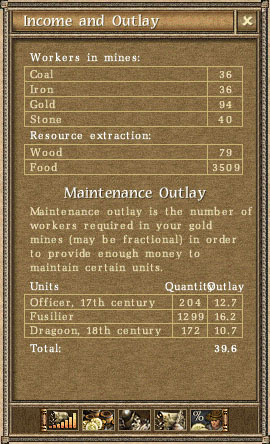 Income and Outlay
Workers in mines:
Coal 36
Iron 36
Gold 94
Stone 40
Resource extraction:
Wood 79
Food 3509
Maintenance Outlay
Maintenance outlay is the number of
workers required in your gold
mines (may be fractional) in order
to provide enough money to
maintain certain units.
Units Quantity Outlay
Officer, 17th century 204 12.7
Fusilier 1299 16.2
Dragoon, 18th century 172 10.7
Total: 39.6
%